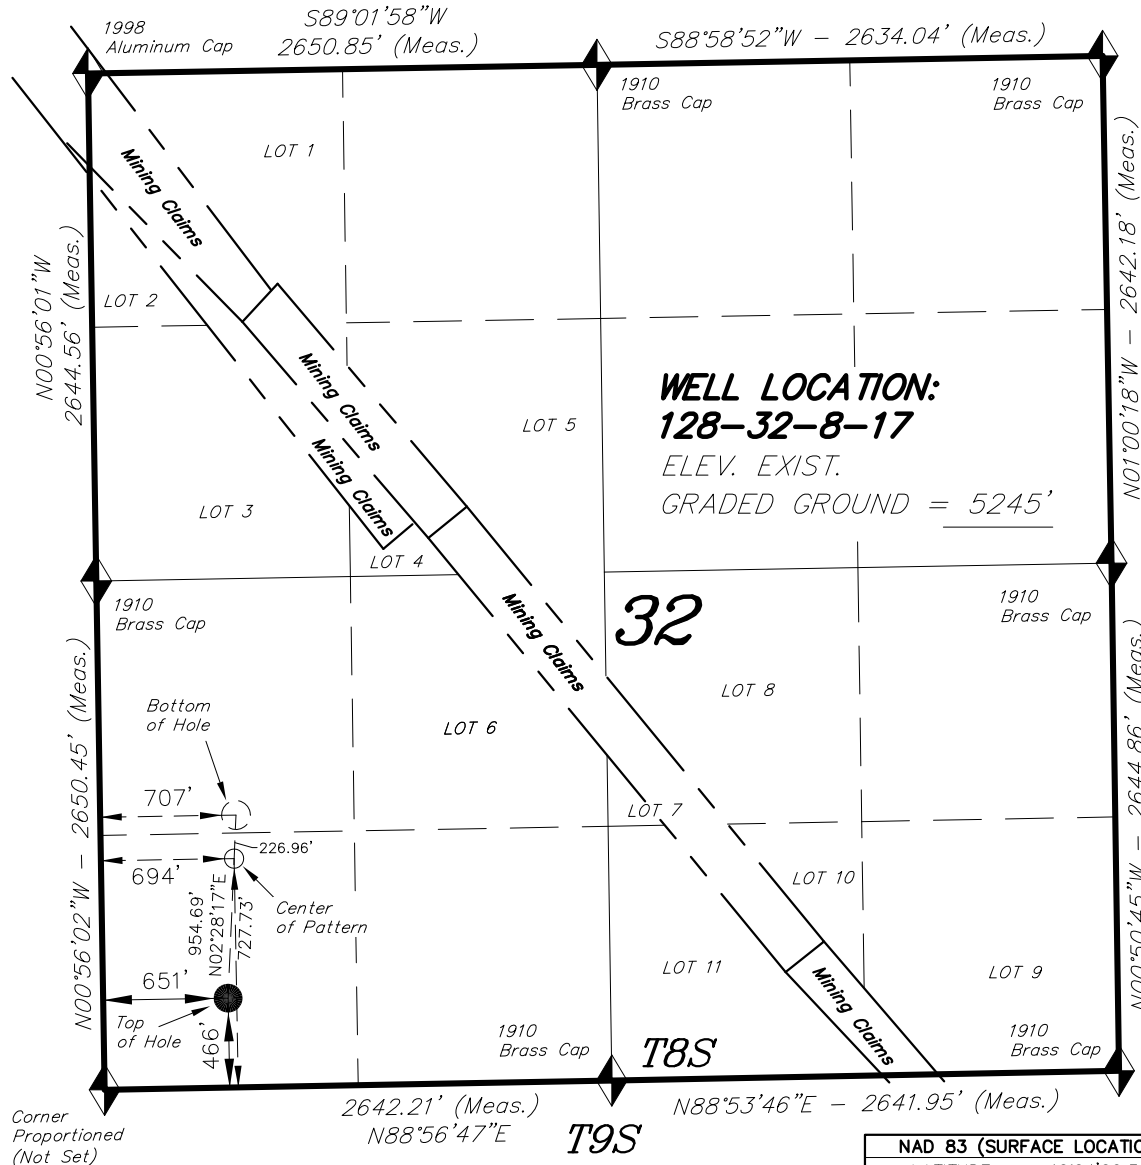 S89°01'58"W
2650.85' (Meas.)
S88°58'52"W – 2634.04' (Meas.)
1998
Aluminum Cap
1910
Brass Cap
1910
Brass Cap
LOT 1
Mining Claims
N00°56'01"W
2644.56' (Meas.)
N01°00'18"W – 2642.18' (Meas.)
LOT 2
Mining Claims
WELL LOCATION:
128–32–8–17
ELEV. EXIST.
GRADED GROUND = 5245'
LOT 5
Mining Claims
LOT 3
LOT 4
1910
Brass Cap
32
1910
Brass Cap
Mining Claims
N00°56'02"W – 2650.45' (Meas.)
N00°50'45"W – 2644.86' (Meas.)
LOT 8
Bottom
of Hole
LOT 6
707'
LOT 7
226.96'
694'
LOT 10
Center
of Pattern
954.69'
N02°28'17"E
727.73'
LOT 11
LOT 9
Mining Claims
651'
Top
of Hole
466'
1910
Brass Cap
T8S
1910
Brass Cap
Corner
Proportioned
(Not Set)
2642.21' (Meas.)
N88°56'47"E
N88°53'46"E – 2641.95' (Meas.)
T9S
NAD 83 (SURFACE LOCATIO